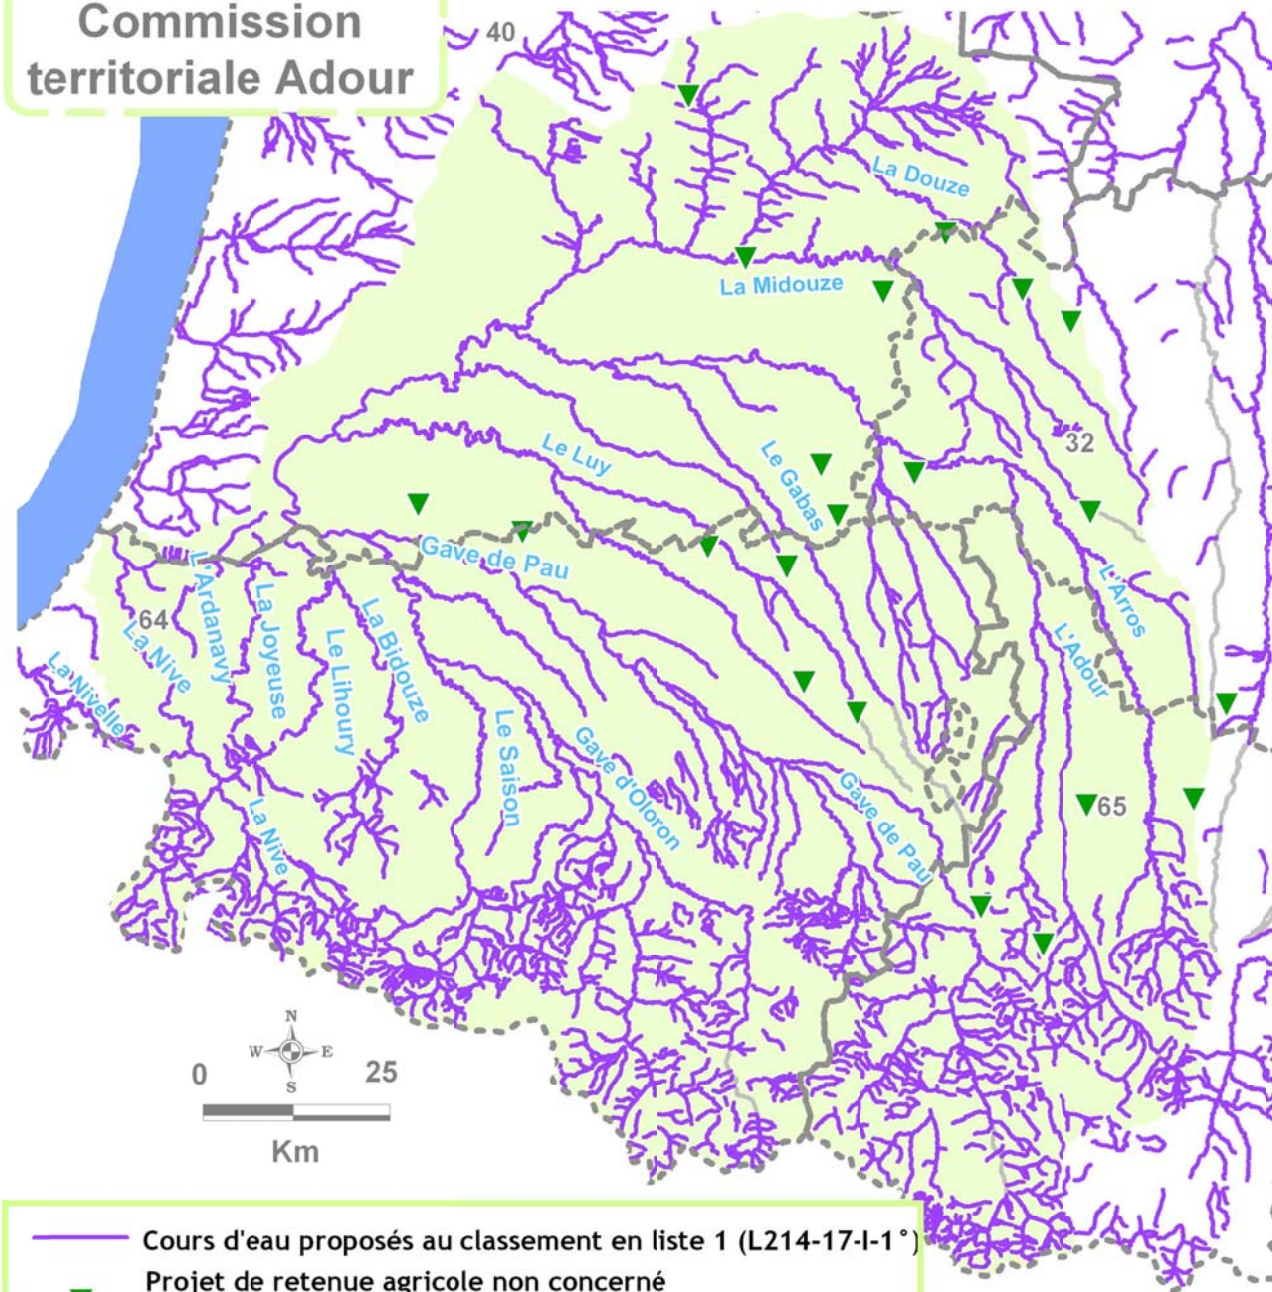 Commission
territoriale Adour
40
La Douze
La Midouze
32
Le Luy
Le Gabas
Gave de Pau
L'Arros
L'Ardanavy
La Joyeuse
La Bidouze
64
La Nive
Le Lihoury
L'Adour
La Nivelle
Le Saison
Gave d'Oloron
Gave de Pau
65
La Nive
N
W E
S
0 25
Km
Cours d'eau proposés au classement en liste 1 (L214-17-I-1°)
Projet de retenue agricole non concerné